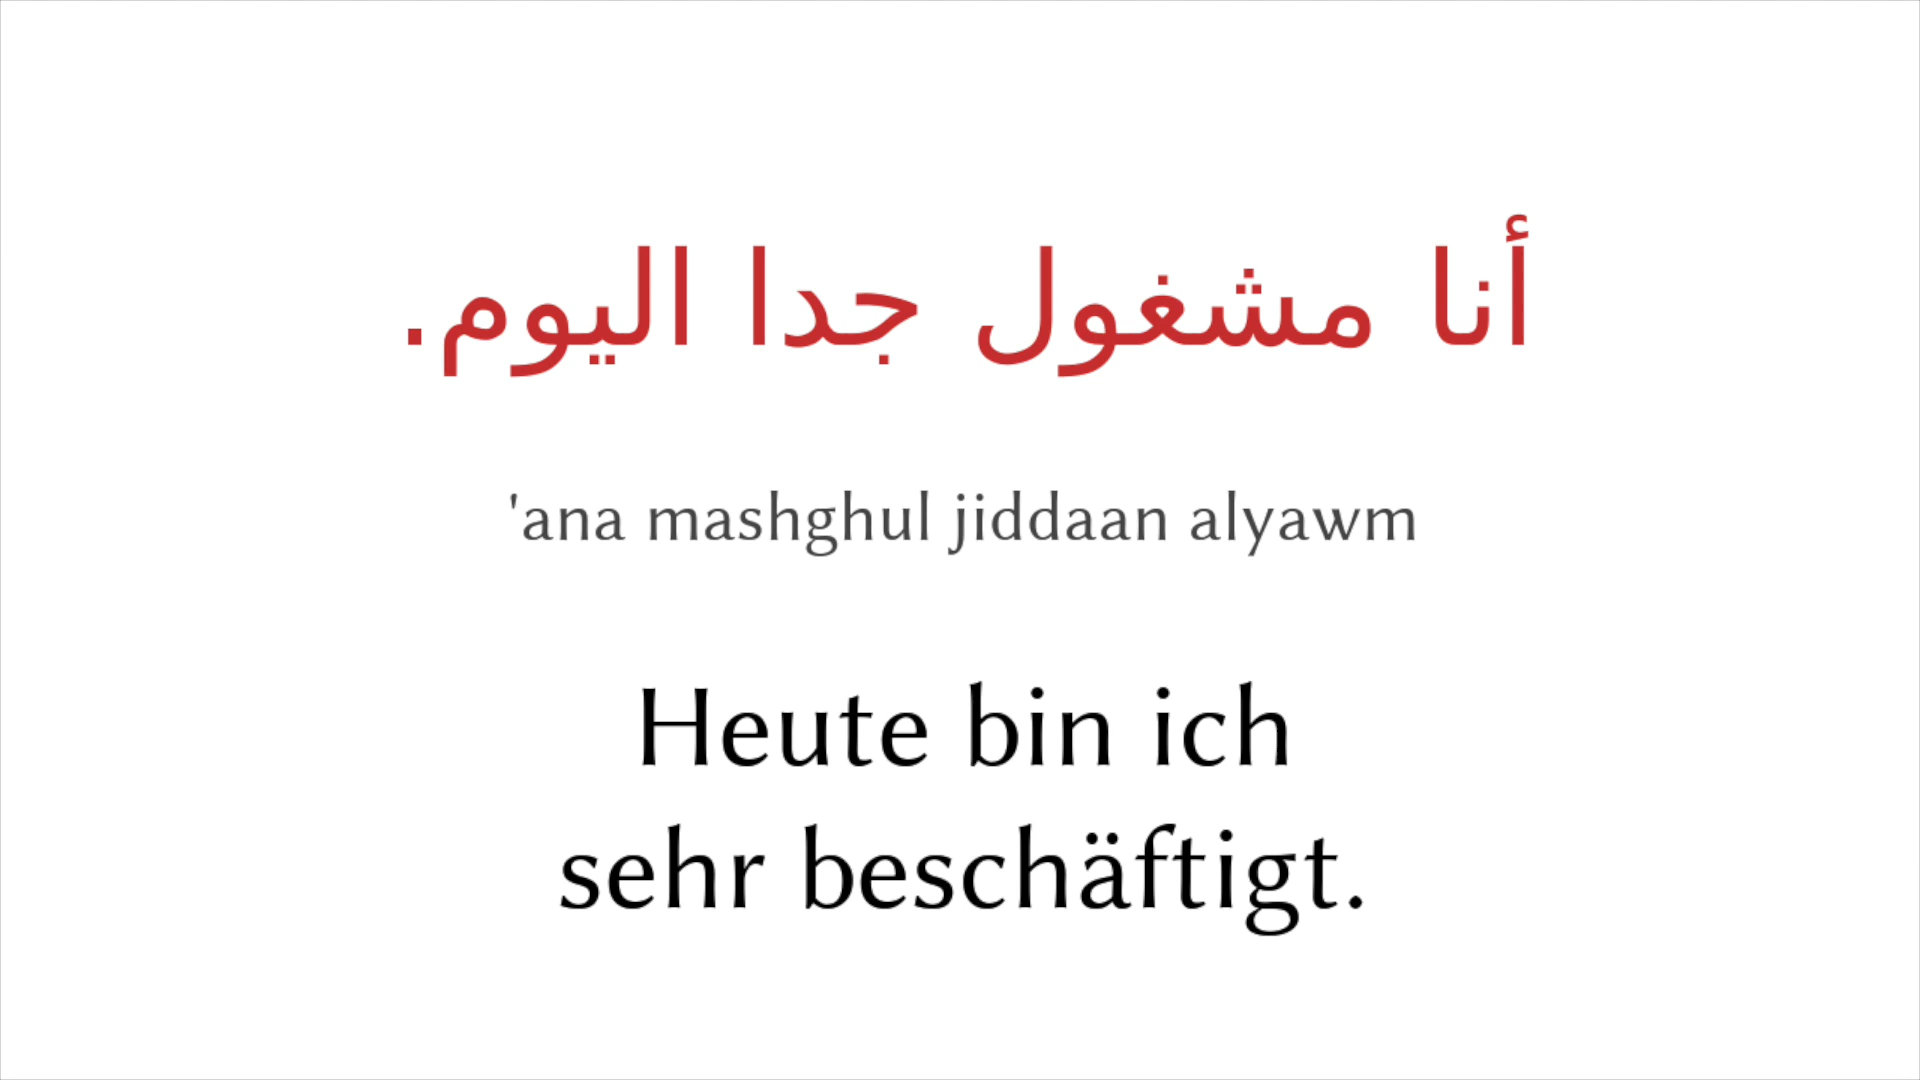 أنا مشغول جدا اليوم.
'ana mashghul jiddaan alyawm
Heute bin ich
sehr beschäftigt.